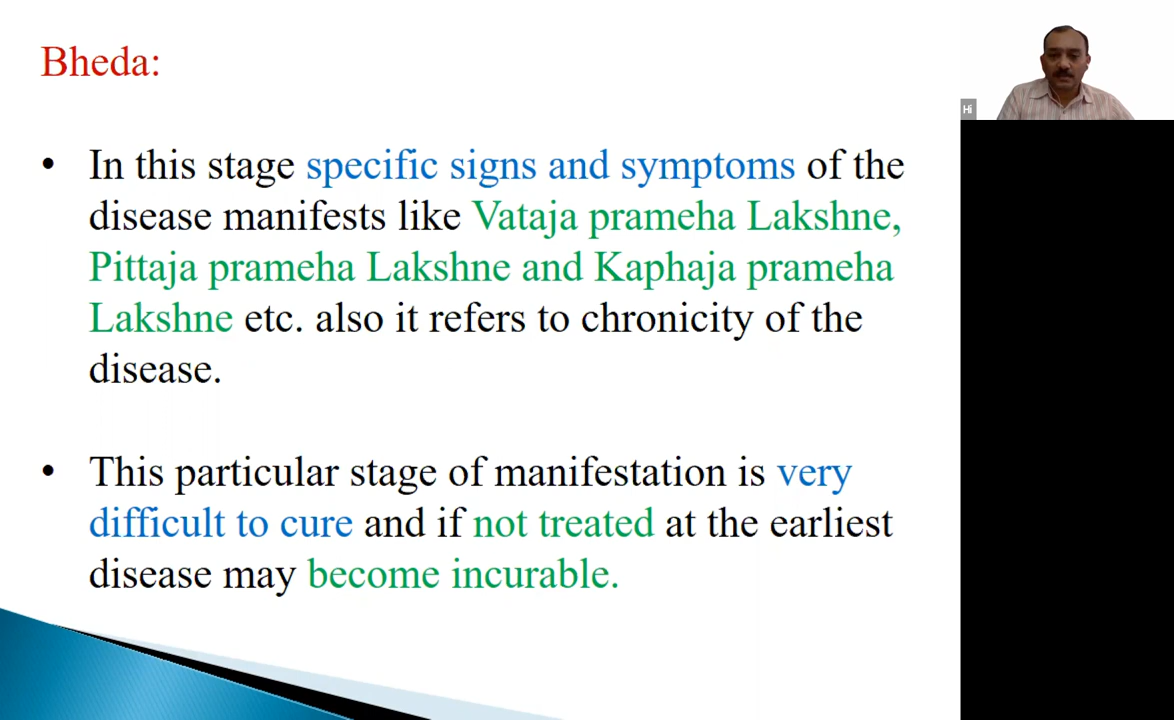 Bheda:
• In this stage specific signs and symptoms of the
disease manifests like Vataja prameha Lakshne,
Pittaja prameha Lakshne and Kaphaja prameha
Lakshne etc. also it refers to chronicity of the
disease.
• This particular stage of manifestation is very
difficult to cure and if not treated at the earliest
disease may become incurable.
Hi